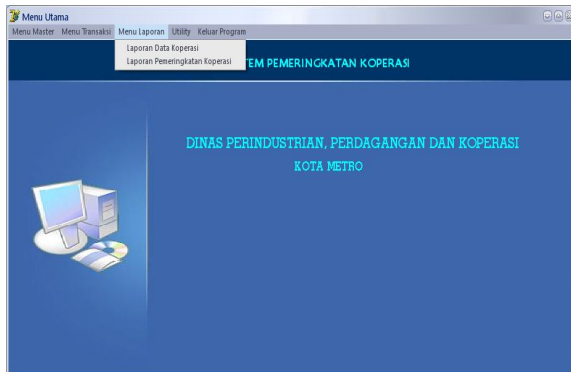 Menu Utama
Menu Master Menu Transaksi Menu Laporan Utility Keluar Program
Laporan Data Koperasi
Laporan Pemeringkatan Koperasi
TEM PEMERINGKATAN KOPERASI
DINAS PERINDUSTRIAN, PERDAGANGAN DAN KOPERASI
KOTA METRO